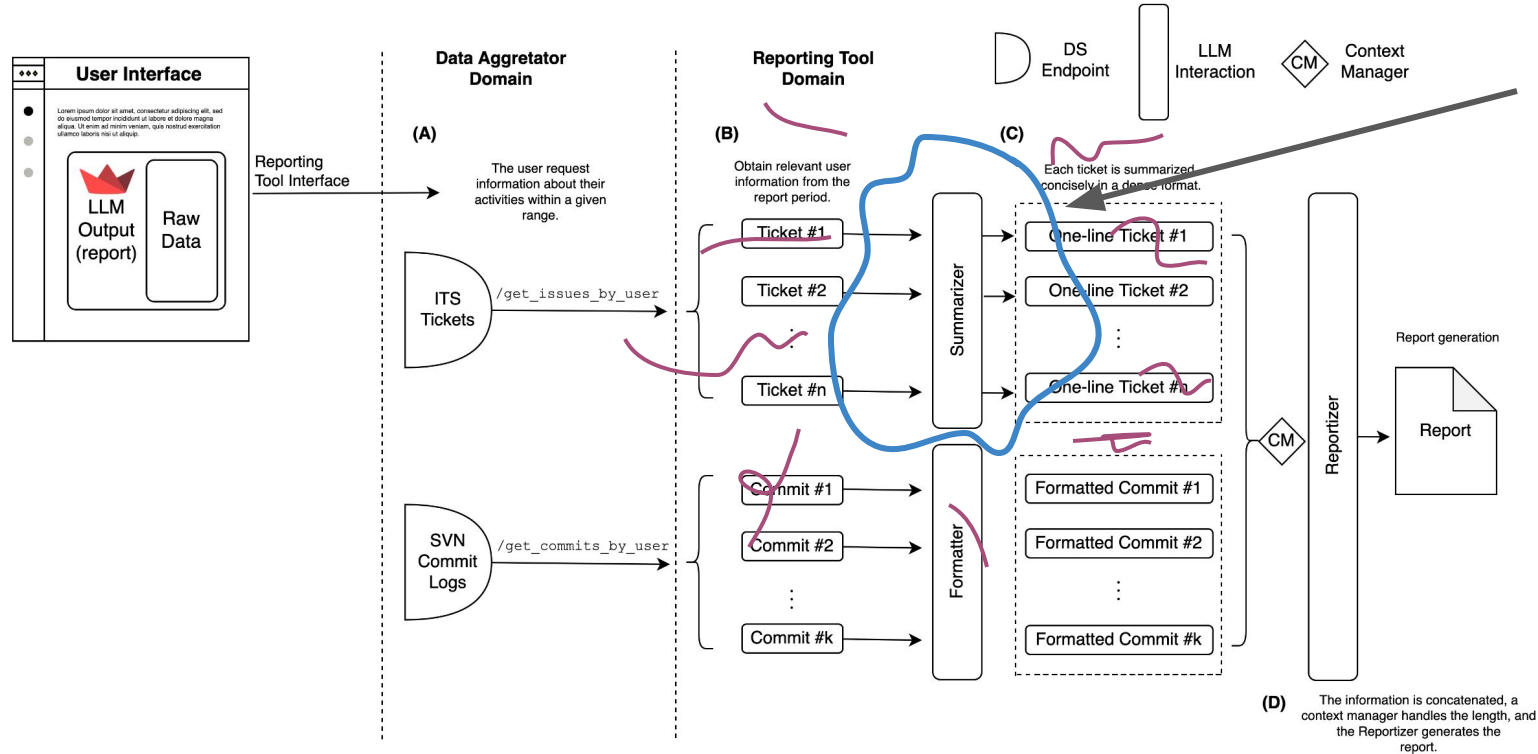 User Interface
Lorem ipsum dolor sit amet, consectetur adipiscing elit, sed
do eiusmod tempor incididunt ut labore et dolore magna
aliqua. Ut enim ad minim veniam, quis nostrud exercitation
ullamco laboris nisi ut aliquip.
LLM
Output
(report)
Raw
Data
Reporting
Tool Interface
Data Aggretator
Domain
(A)
The user request
information about their
activities within a given
range.
ITS
Tickets
/get_issues_by_user
SVN
Commit
Logs
/get_commits_by_user
Reporting Tool
Domain
(B)
Obtain relevant user
information from the
report period.
Ticket #1
Ticket #2
Ticket #n
Commit #1
Commit #2
Commit #k
Summarizer
Formatter
DS
Endpoint
LLM
Interaction
CM
Context
Manager
(C)
Each ticket is summarized
concisely in a dense format.
One-line Ticket #1
One-line Ticket #2
One-line Ticket #n
Formatted Commit #1
Formatted Commit #2
Formatted Commit #k
CM
Reportizer
Report generation
Report
(D)
The information is concatenated, a
context manager handles the length, and
the Reportizer generates the
report.